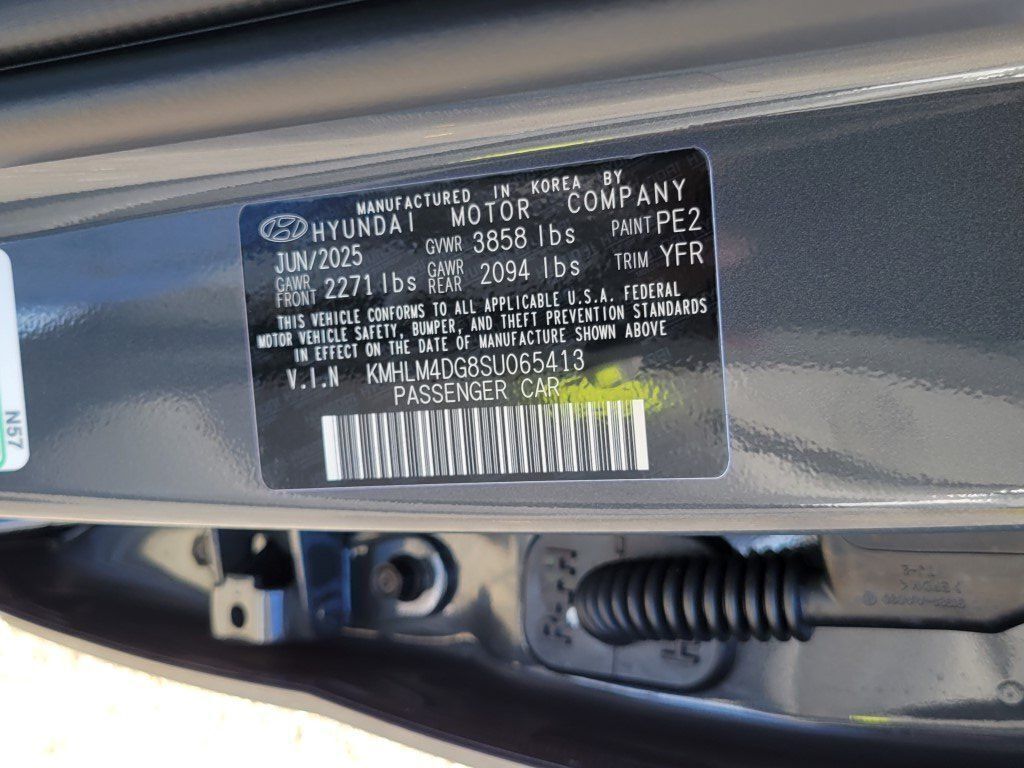 MANUFACTURED IN KOREA BY
HYUNDAI MOTOR COMPANY
JUN/2025 GVWR 3858 lbs PAINT PE2
GAWR FRONT 2271 lbs GAWR REAR 2094 lbs TRIM YFR
THIS VEHICLE CONFORMS TO ALL APPLICABLE U.S.A. FEDERAL
MOTOR VEHICLE SAFETY, BUMPER, AND THEFT PREVENTION STANDARDS
IN EFFECT ON THE DATE OF MANUFACTURE SHOWN ABOVE
V.I.N KMHLM4DG8SU065413
PASSENGER CAR
N57